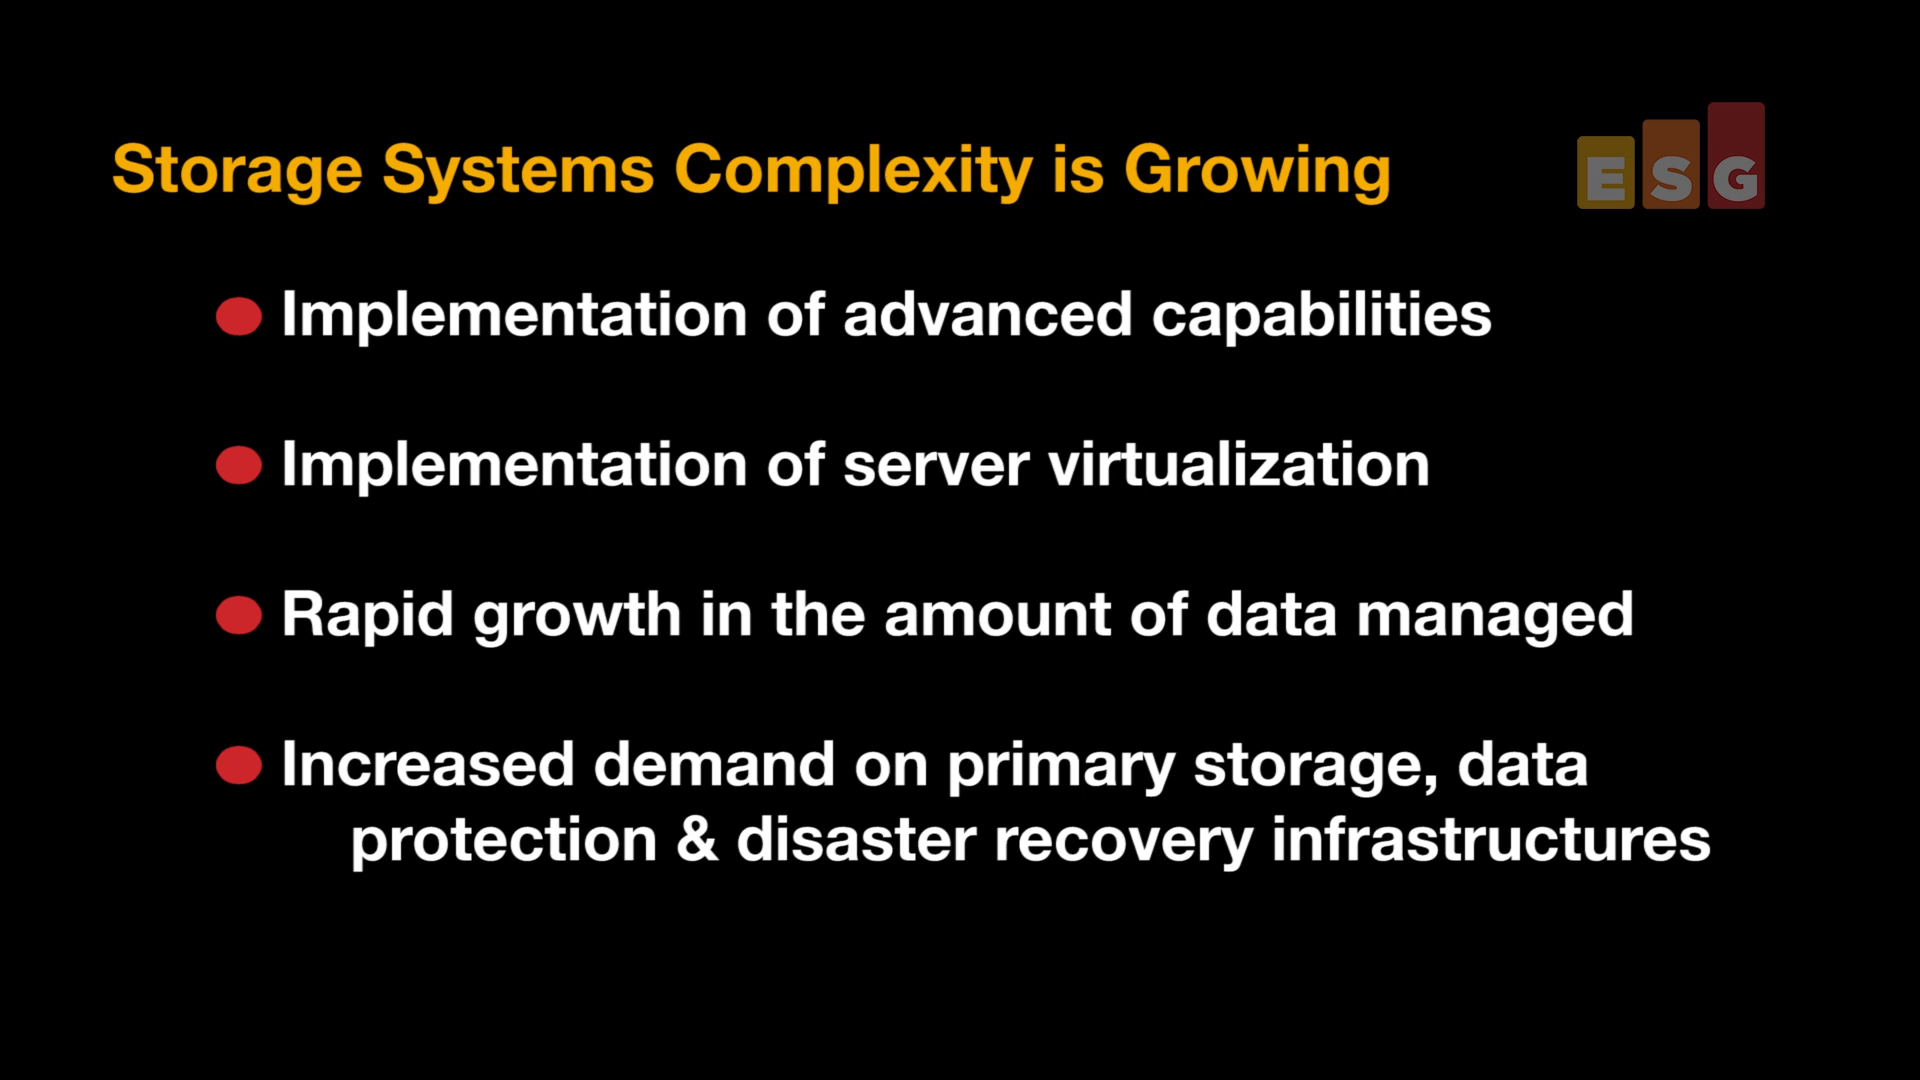 Storage Systems Complexity is Growing
ESG
Implementation of advanced capabilities
Implementation of server virtualization
Rapid growth in the amount of data managed
Increased demand on primary storage, data
protection & disaster recovery infrastructures